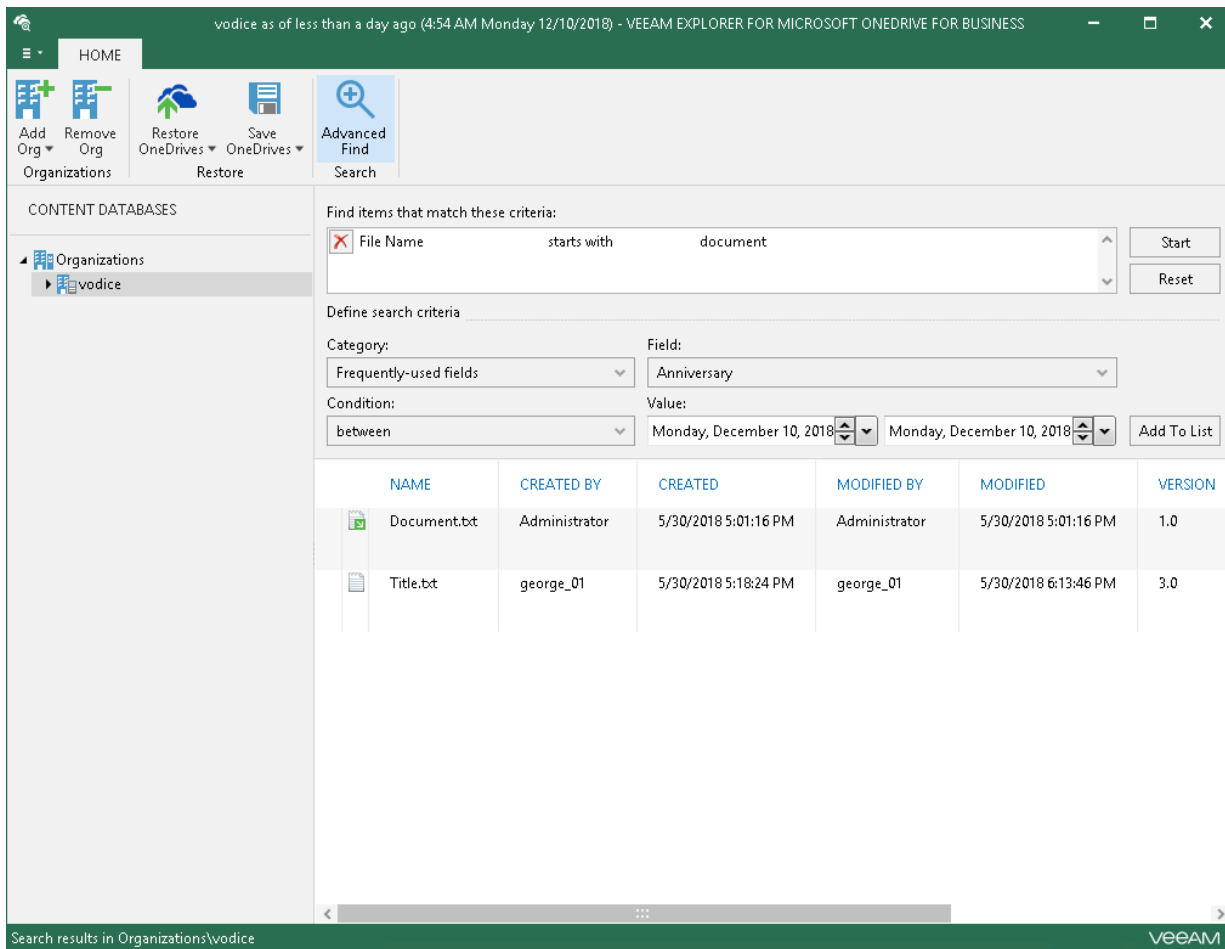 vodice as of less than a day ago (4:54 AM Monday 12/10/2018) - VEEAM EXPLORER FOR MICROSOFT ONEDRIVE FOR BUSINESS
HOME
Add Org
Remove Org
Restore OneDrives
Save OneDrives
Advanced Find
Organizations
Restore
Search
CONTENT DATABASES
Organizations
vodice
Find items that match these criteria:
File Name starts with document
Start
Reset
Define search criteria
Category: Field:
Frequently-used fields Anniversary
Condition: Value:
between Monday, December 10, 2018 Monday, December 10, 2018 Add To List
NAME CREATED BY CREATED MODIFIED BY MODIFIED VERSION
Document.txt Administrator 5/30/2018 5:01:16 PM Administrator 5/30/2018 5:01:16 PM 1.0
Title.txt george_01 5/30/2018 5:18:24 PM george_01 5/30/2018 6:13:46 PM 3.0
Search results in Organizations\vodice
veeam